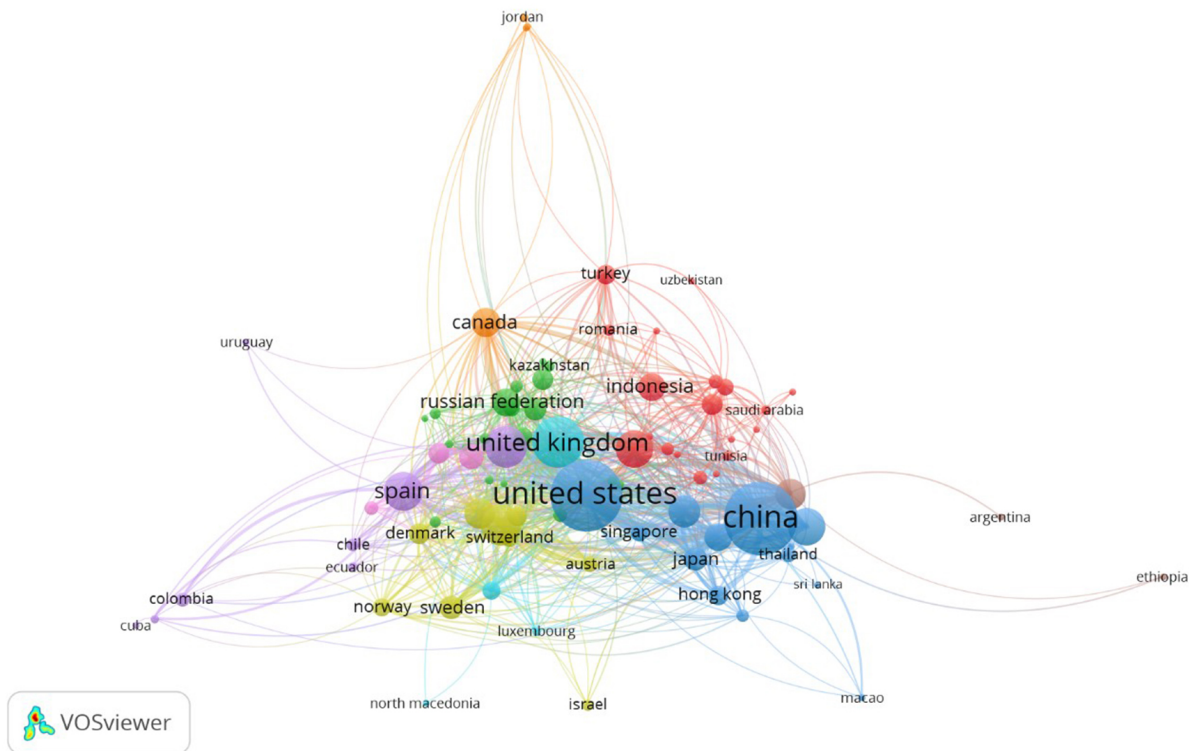 jordan
turkey
uzbekistan
canada
romania
uruguay
kazakhstan
indonesia
russian federation
saudi arabia
united kingdom
tunisia
spain
united states
china
argentina
denmark
switzerland
singapore
chile
thailand
austria
japan
ecuador
ethiopia
sri lanka
colombia
norway
sweden
hong kong
cuba
luxembourg
north macedonia
israel
macao
VOSviewer